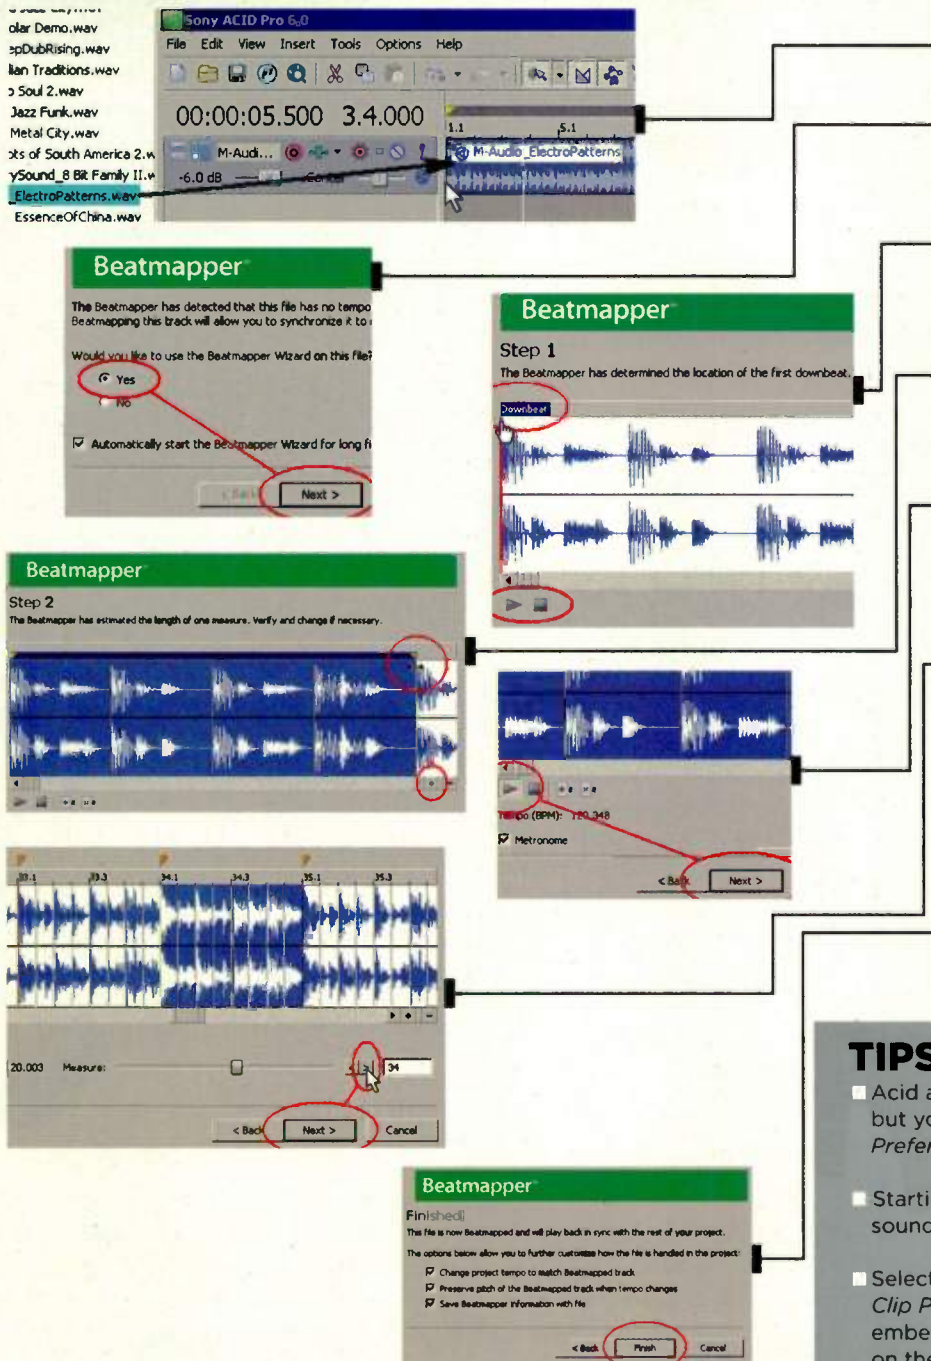 olar Demo.wav
epDubRising.wav
lian Traditions.wav
o Soul 2.wav
Jazz Funk.wav
Metal City.wav
ots of South America 2.w
ySound_8 Bit Family II.w
_ElectroPatterns.wav
EssenceOfChina.wav
Sony ACID Pro 6.0
File Edit View Insert Tools Options Help
00:00:05.500 3.4.000
1.1 5.1
M-Audi...
M-Audio_ElectroPatterns
-6.0 dB Center
Beatmapper
The Beatmapper has detected that this file has no tempo
Beatmapping this track will allow you to synchronize it to
Would you like to use the Beatmapper Wizard on this file?
Yes
No
Automatically start the Beatmapper Wizard for long fi
< Back Next >
Beatmapper
Step 1
The Beatmapper has determined the location of the first downbeat.
Downbeat
Beatmapper
Step 2
The Beatmapper has estimated the length of one measure. Verify and change if necessary.
Tempo (BPM): 120.348
Metronome
< Back Next >
33.1 33.3 34.1 34.3 35.1 35.3
20.003 Measure: 34
< Back Next > Cancel
Beatmapper
Finished!
This file is now Beatmapped and will play back in sync with the rest of your project.
The options below allow you to further customize how the file is handled in the project:
Change project tempo to match Beatmapped track
Preserve pitch of the Beatmapped track when tempo changes
Save Beatmapper information with file
< Back Finish Cancel
TIPS
Acid a
but yo
Prefer
Starti
sound
Select
Clip P
embe
on the